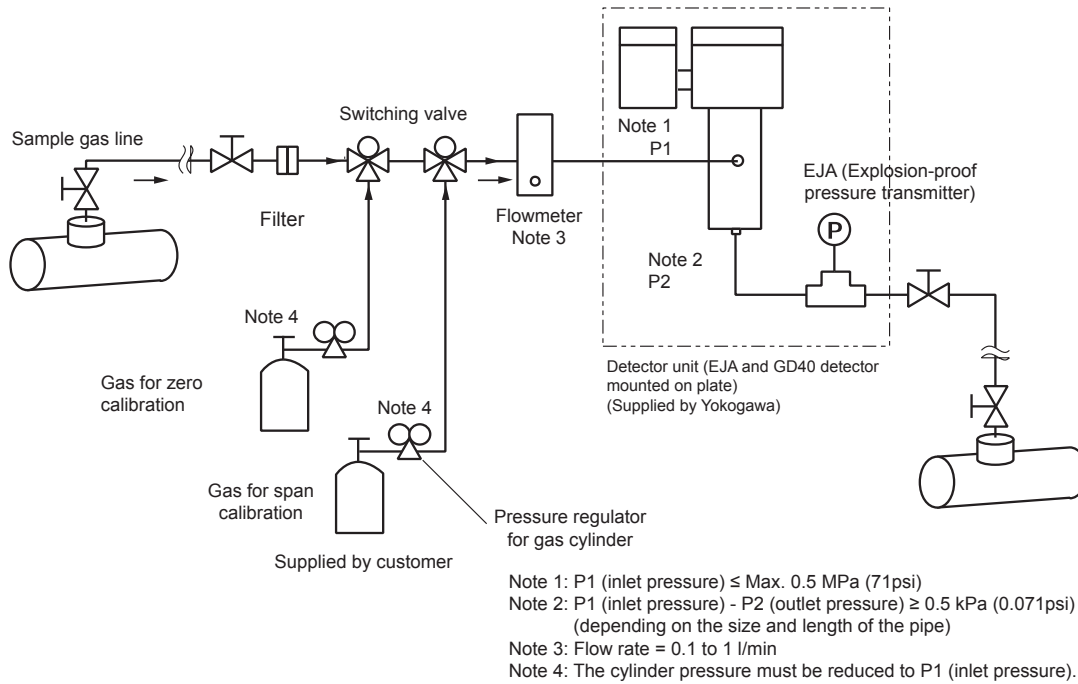 Sample gas line
Switching valve
Filter
Flowmeter
Note 3
Note 1
P1
EJA (Explosion-proof
pressure transmitter)
P
Note 2
P2
Note 4
Gas for zero
calibration
Note 4
Gas for span
calibration
Supplied by customer
Pressure regulator
for gas cylinder
Detector unit (EJA and GD40 detector
mounted on plate)
(Supplied by Yokogawa)
Note 1: P1 (inlet pressure) ≤ Max. 0.5 MPa (71psi)
Note 2: P1 (inlet pressure) - P2 (outlet pressure) ≥ 0.5 kPa (0.071psi)
(depending on the size and length of the pipe)
Note 3: Flow rate = 0.1 to 1 l/min
Note 4: The cylinder pressure must be reduced to P1 (inlet pressure).